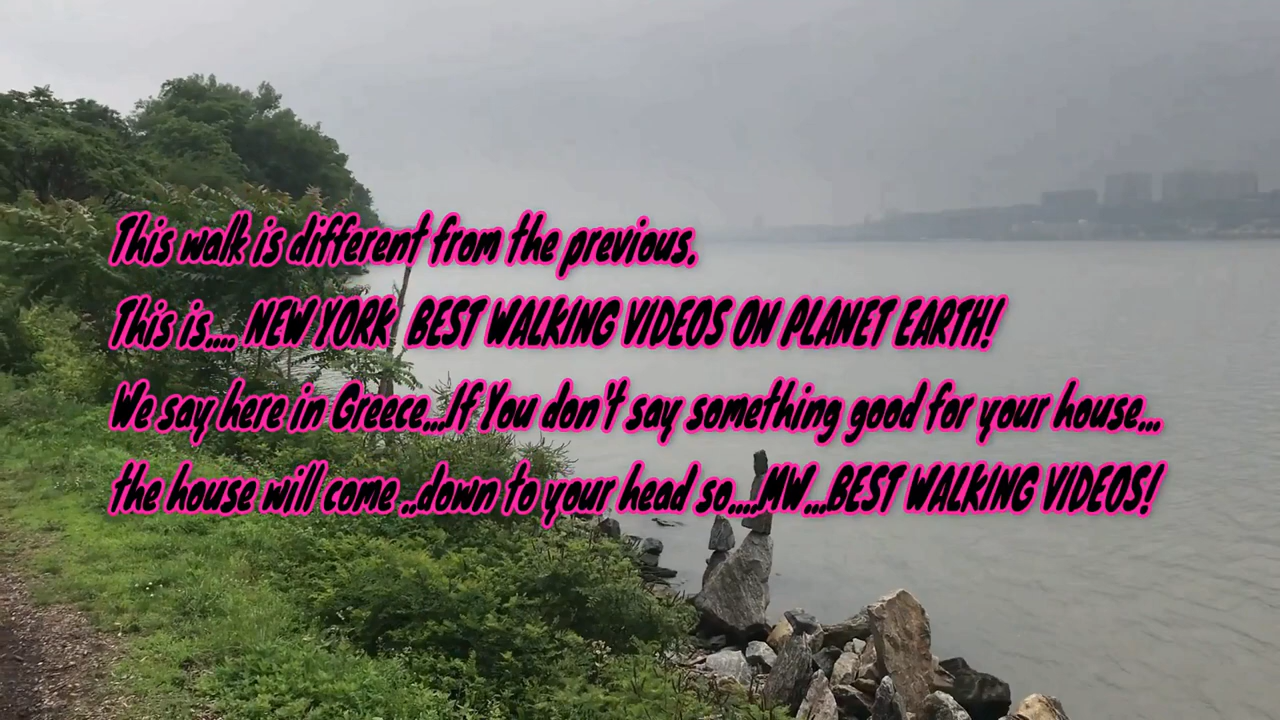 This walk is different from the previous.
This is.... NEW YORK BEST WALKING VIDEOS ON PLANET EARTH!
We say here in Greece...If You don't say something good for your house...
the house will come ..down to your head so....MW...BEST WALKING VIDEOS!